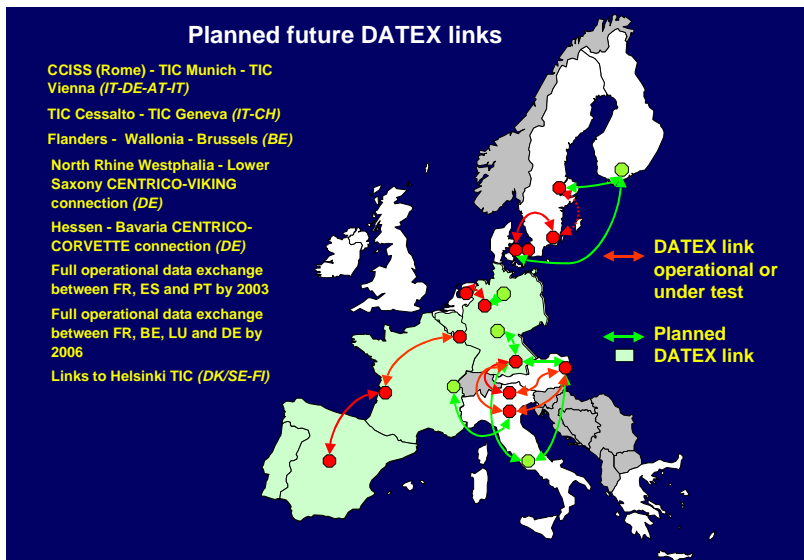 Planned future DATEX links
CCISS (Rome) - TIC Munich - TIC
Vienna (IT-DE-AT-IT)
TIC Cessalto - TIC Geneva (IT-CH)
Flanders - Wallonia - Brussels (BE)
North Rhine Westphalia - Lower
Saxony CENTRICO-VIKING
connection (DE)
Hessen - Bavaria CENTRICO-
CORVETTE connection (DE)
Full operational data exchange
between FR, ES and PT by 2003
Full operational data exchange
between FR, BE, LU and DE by
2006
Links to Helsinki TIC (DK/SE-FI)
DATEX link
operational or
under test
Planned
DATEX link